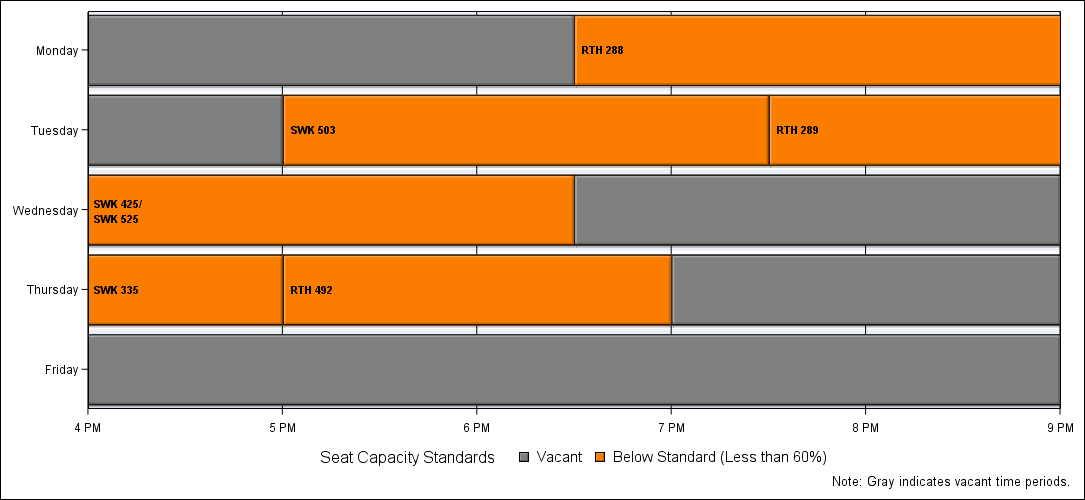 Monday
RTH 288
Tuesday
SWK 503
RTH 289
Wednesday
SWK 425/
SWK 525
Thursday
SWK 335
RTH 492
Friday
4 PM 5 PM 6 PM 7 PM 8 PM 9 PM
Seat Capacity Standards Vacant Below Standard (Less than 60%)
Note: Gray indicates vacant time periods.